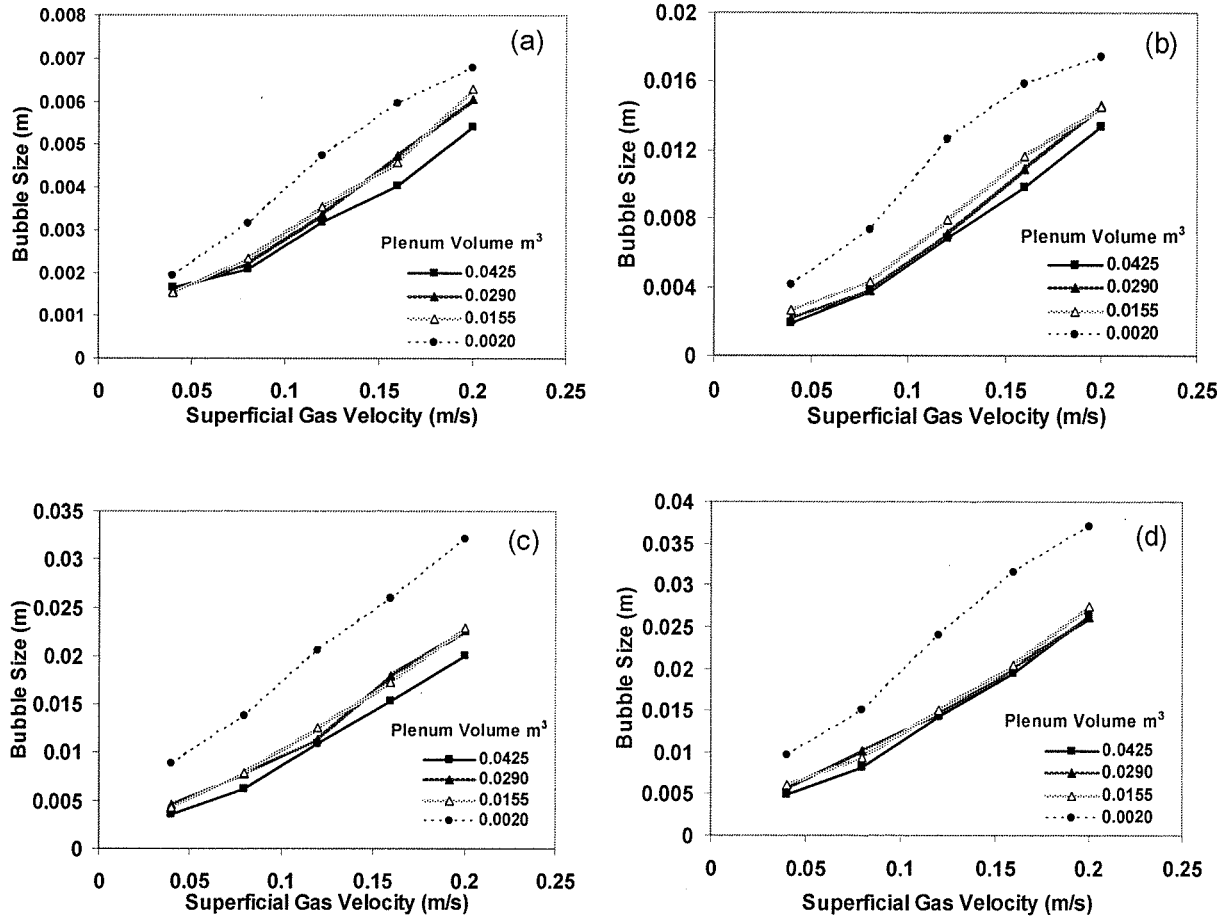 (a)
Bubble Size (m)
0.008
0.007
0.006
0.005
0.004
0.003
0.002
0.001
0
Plenum Volume m³
0.0425
0.0290
0.0155
0.0020
0 0.05 0.1 0.15 0.2 0.25
Superficial Gas Velocity (m/s)
(b)
Bubble Size (m)
0.02
0.016
0.012
0.008
0.004
0
Plenum Volume m³
0.0425
0.0290
0.0155
0.0020
0 0.05 0.1 0.15 0.2 0.25
Superficial Gas Velocity (m/s)
(c)
Bubble Size (m)
0.035
0.03
0.025
0.02
0.015
0.01
0.005
0
Plenum Volume m³
0.0425
0.0290
0.0155
0.0020
0 0.05 0.1 0.15 0.2 0.25
Superficial Gas Velocity (m/s)
(d)
Bubble Size (m)
0.04
0.035
0.03
0.025
0.02
0.015
0.01
0.005
0
Plenum Volume m³
0.0425
0.0290
0.0155
0.0020
0 0.05 0.1 0.15 0.2 0.25
Superficial Gas Velocity (m/s)